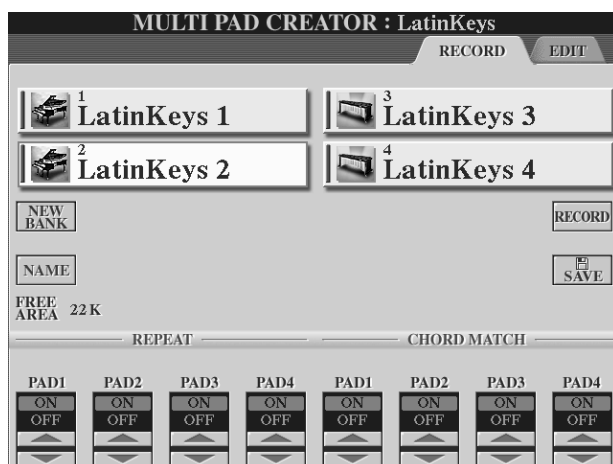 MULTI PAD CREATOR : LatinKeys
RECORD EDIT
1 3
LatinKeys 1 LatinKeys 3
2 4
LatinKeys 2 LatinKeys 4
NEW
BANK
RECORD
NAME
SAVE
FREE
AREA 22 K
REPEAT CHORD MATCH
PAD1 PAD2 PAD3 PAD4 PAD1 PAD2 PAD3 PAD4
ON ON ON ON ON ON ON ON
OFF OFF OFF OFF OFF OFF OFF OFF